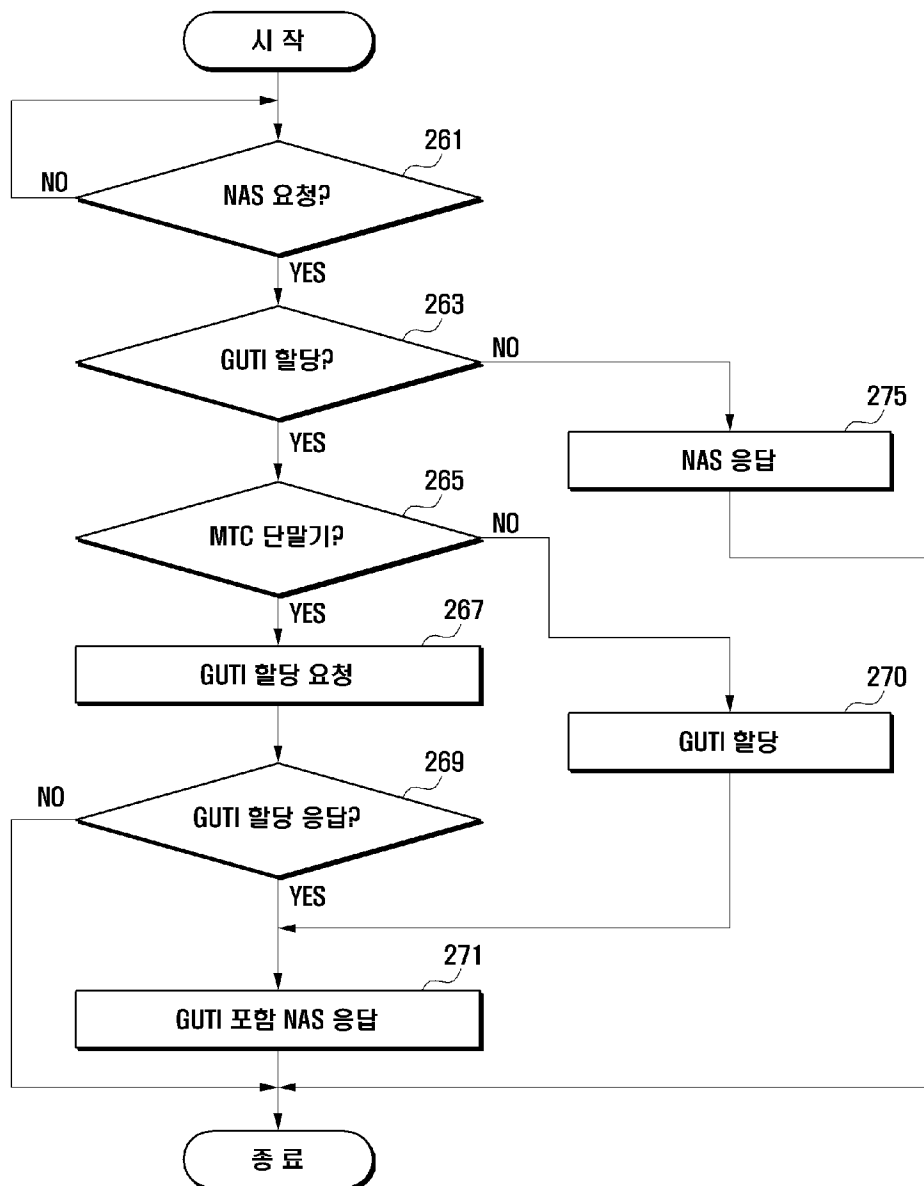 시 작
261
NO
NAS 요청?
YES
263
GUTI 할당?
NO
YES
275
NAS 응답
265
MTC 단말기?
NO
YES
267
GUTI 할당 요청
270
GUTI 할당
269
NO
GUTI 할당 응답?
YES
271
GUTI 포함 NAS 응답
종 료